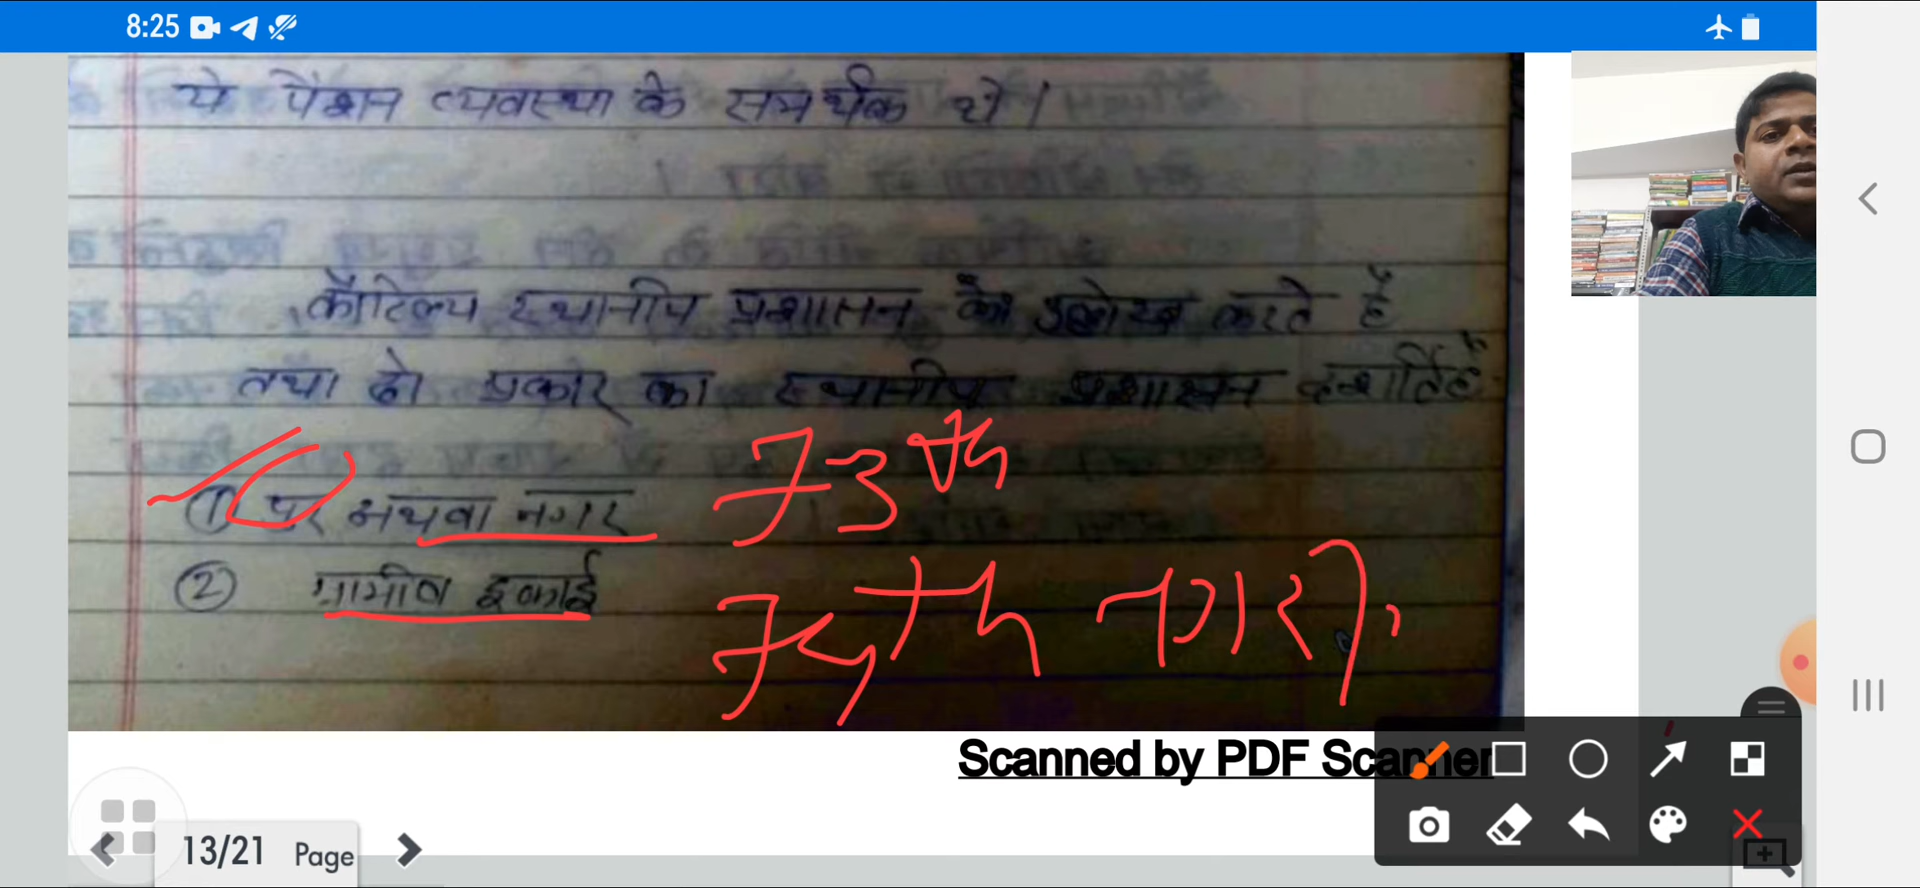 8:25
ये पेंशन व्यवस्था के समर्थक थे।
कौटिल्य स्थानीय प्रशासन का उल्लेख करते हैं
तथा दो प्रकार का स्थानीय प्रशासन दर्शाते हैं
① पुर अथवा नगर 73th
② ग्रामीण इकाई 74th नगरी
Scanned by PDF Scanner
13/21 Page